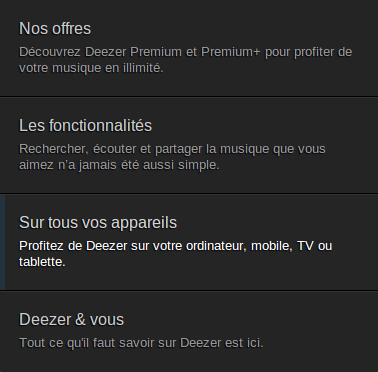 Nos offres
Découvrez Deezer Premium et Premium+ pour profiter de
votre musique en illimité.
Les fonctionnalités
Rechercher, écouter et partager la musique que vous
aimez n'a jamais été aussi simple.
Sur tous vos appareils
Profitez de Deezer sur votre ordinateur, mobile, TV ou
tablette.
Deezer & vous
Tout ce qu'il faut savoir sur Deezer est ici.